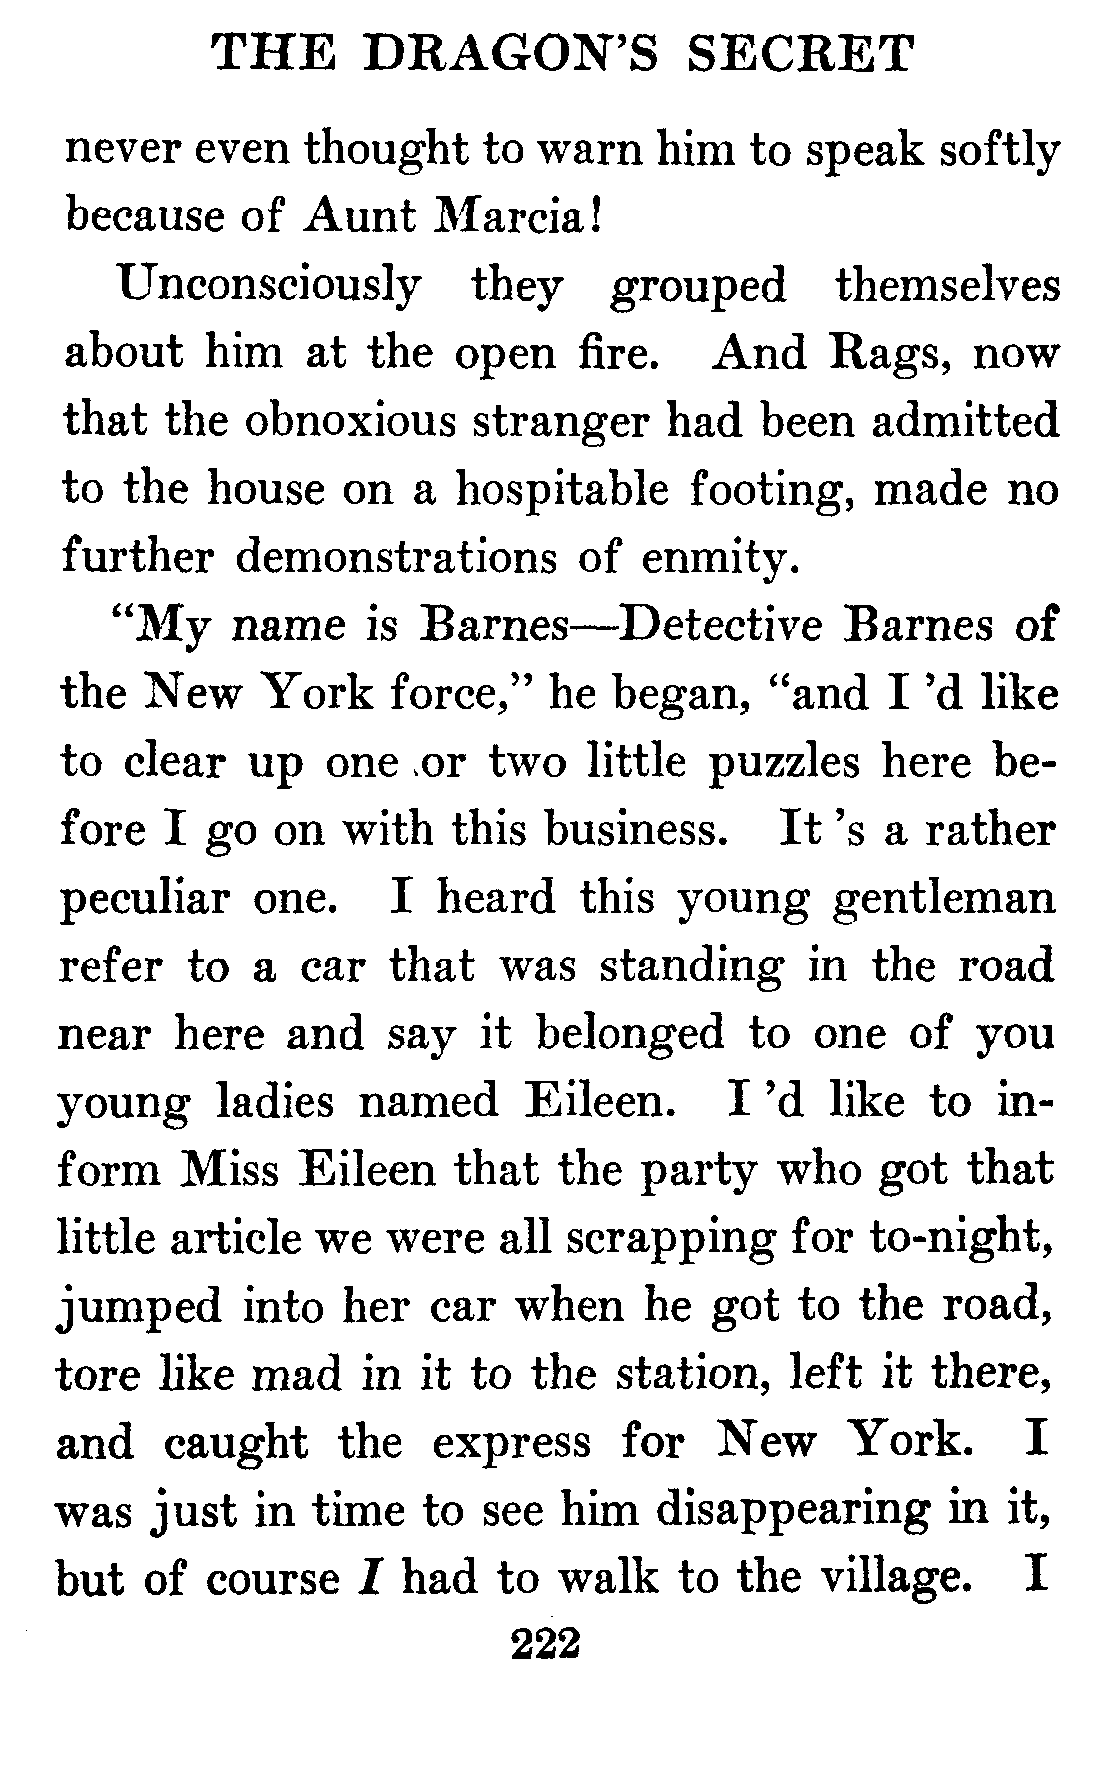 THE DRAGON'S SECRET
never even thought to warn him to speak softly
because of Aunt Marcia!
Unconsciously they grouped themselves
about him at the open fire. And Rags, now
that the obnoxious stranger had been admitted
to the house on a hospitable footing, made no
further demonstrations of enmity.
“My name is Barnes—Detective Barnes of
the New York force,” he began, “and I ’d like
to clear up one or two little puzzles here be-
fore I go on with this business. It ’s a rather
peculiar one. I heard this young gentleman
refer to a car that was standing in the road
near here and say it belonged to one of you
young ladies named Eileen. I ’d like to in-
form Miss Eileen that the party who got that
little article we were all scrapping for to-night,
jumped into her car when he got to the road,
tore like mad in it to the station, left it there,
and caught the express for New York. I
was just in time to see him disappearing in it,
but of course I had to walk to the village. I
222